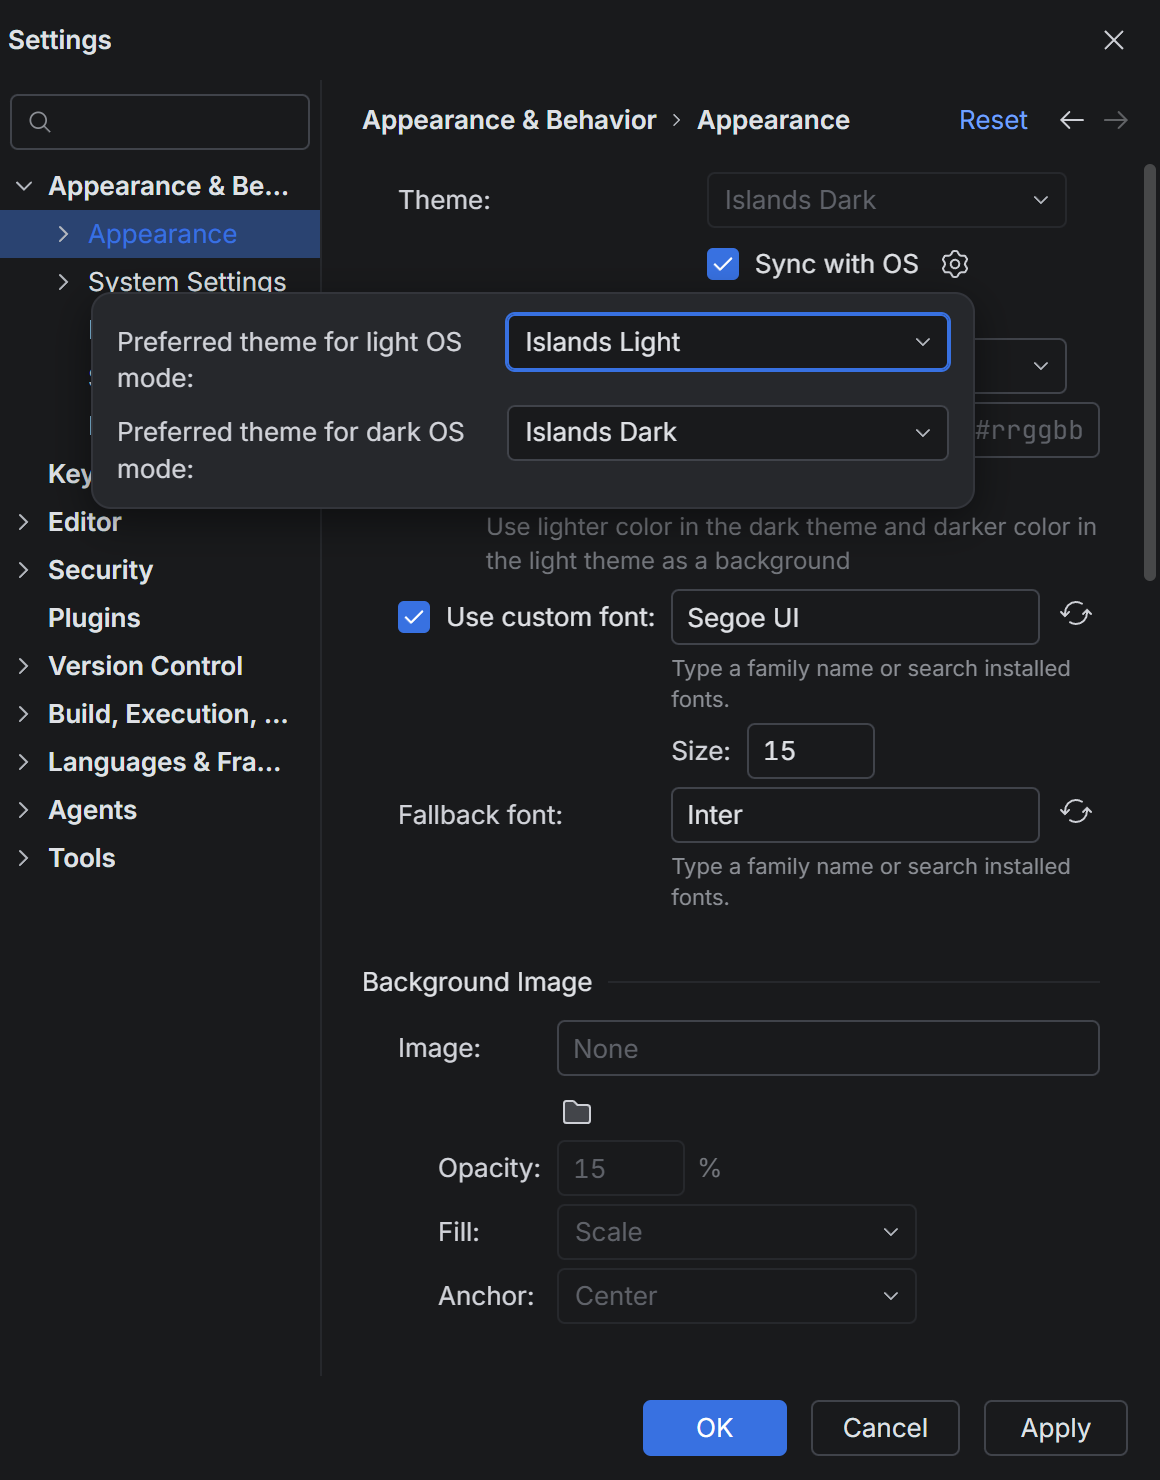 Settings
Appearance & Behavior › Appearance
Reset
Appearance & Be...
Appearance
System Settings
Editor
Security
Plugins
Version Control
Build, Execution, ...
Languages & Fra...
Agents
Tools
Theme:
Islands Dark
Sync with OS
Preferred theme for light OS
mode:
Islands Light
Preferred theme for dark OS
mode:
Islands Dark
#rrggbb
Use lighter color in the dark theme and darker color in
the light theme as a background
Use custom font:
Segoe UI
Type a family name or search installed
fonts.
Size:
15
Fallback font:
Inter
Type a family name or search installed
fonts.
Background Image
Image:
None
Opacity:
15
%
Fill:
Scale
Anchor:
Center
OK
Cancel
Apply